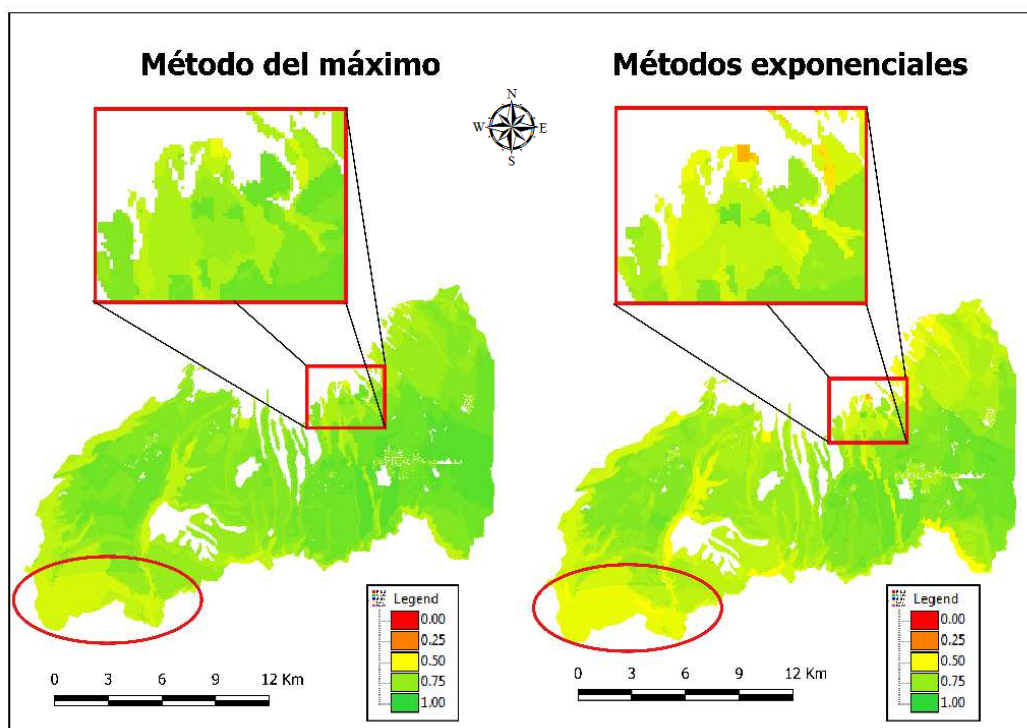 Método del máximo
Métodos exponenciales
N
W E
S
Legend
0.00
0.25
0.50
0.75
1.00
Legend
0.00
0.25
0.50
0.75
1.00
0 3 6 9 12 Km
0 3 6 9 12 Km